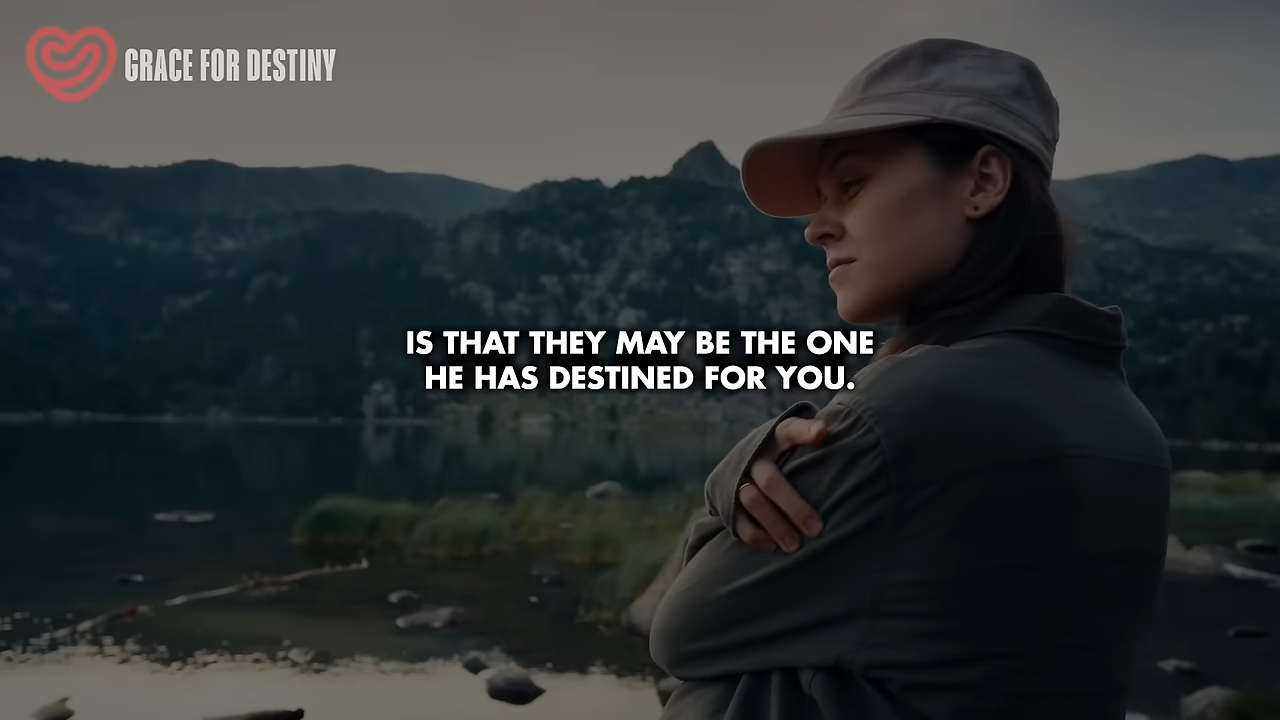 GRACE FOR DESTINY
IS THAT THEY MAY BE THE ONE
HE HAS DESTINED FOR YOU.